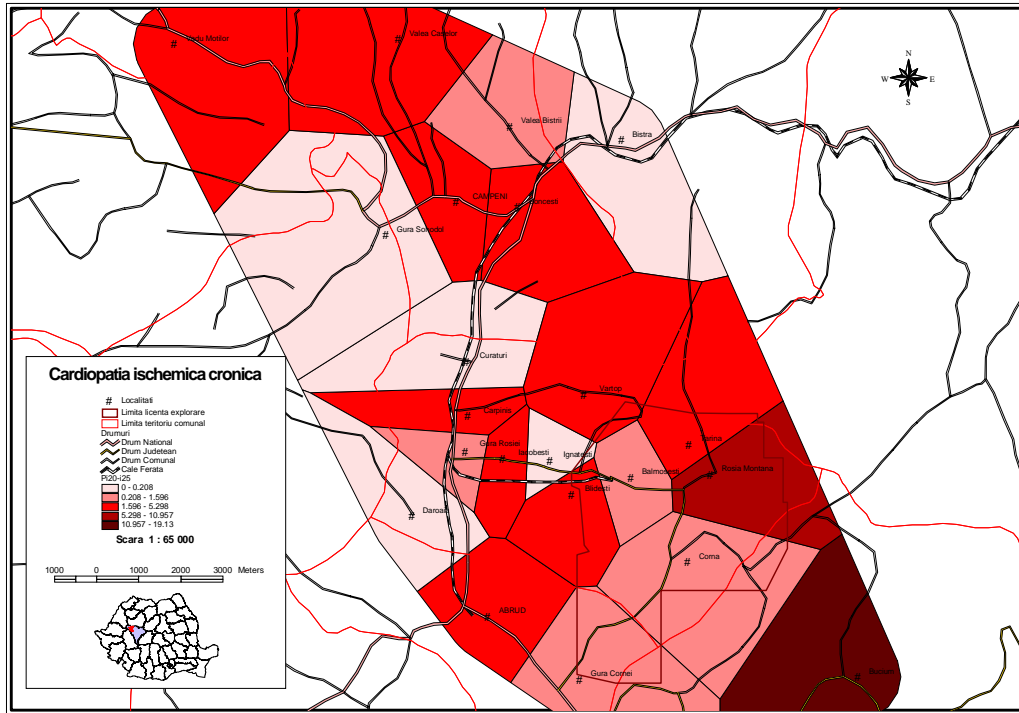 Vadu Motilor
Valea Caselor
N
W E
S
Valea Bistrii
Bistra
CAMPENI
Boncesti
Gura Sohodol
Curaturi
Vartop
Carpinis
Tarina
Gura Rosiei
Iacobesti
Ignatesti
Balmosesti
Rosia Montana
Blidesti
Daroaia
Corna
ABRUD
Gura Cornei
Bucium
Cardiopatia ischemica cronica
# Localitati
Limita licenta explorare
Limita teritoriu comunal
Drumuri
Drum National
Drum Judetean
Drum Comunal
Cale Ferata
Pi20-i25
0 - 0.208
0.208 - 1.596
1.596 - 5.298
5.298 - 10.957
10.957 - 19.13
Scara 1 : 65 000
1000 0 1000 2000 3000 Meters